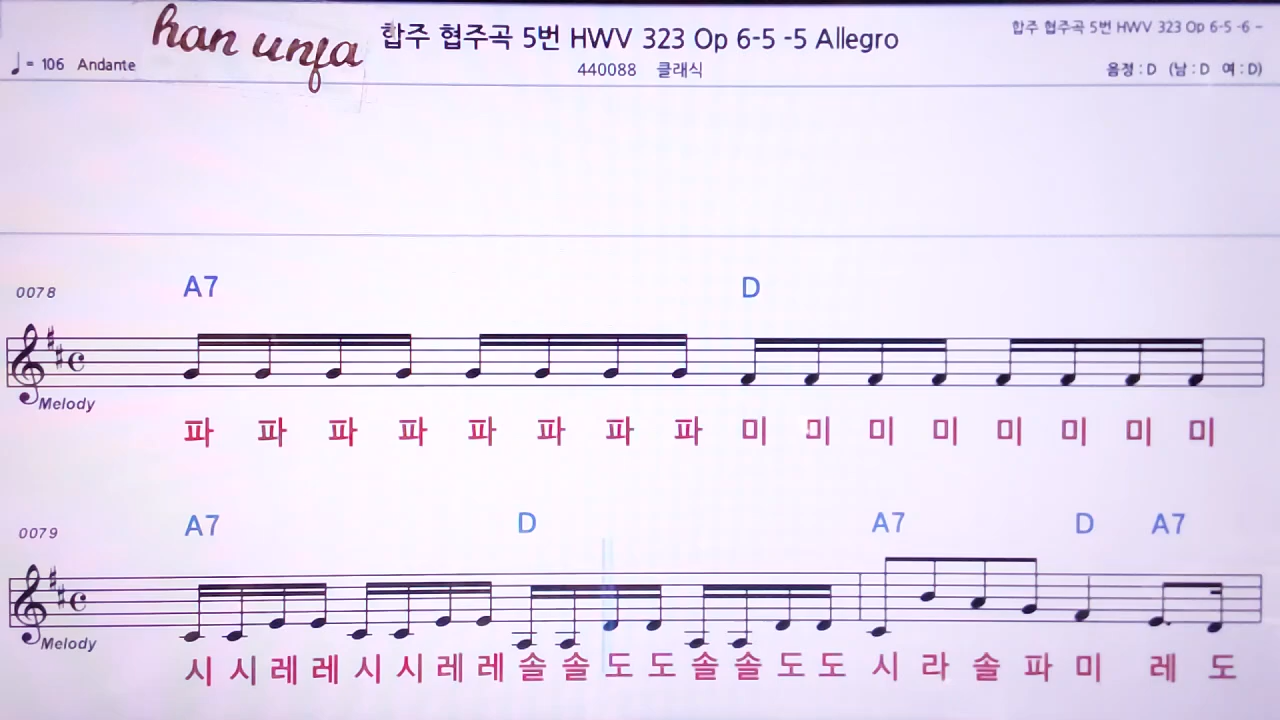 han unfa
합주 협주곡 5번 HWV 323 Op 6-5 -5 Allegro
합주 협주곡 5번 HWV 323 Op 6-5 -6 -
♩ = 106 Andante
440088 클래식
음정 : D (남 : D 여 : D)
0078 A7 D
Melody
파 파 파 파 파 파 파 파 미 미 미 미 미 미 미 미
0079 A7 D A7 D A7
Melody
시 시 레 레 시 시 레 레 솔 솔 도 도 솔 솔 도 도 시 라 솔 파 미 레 도